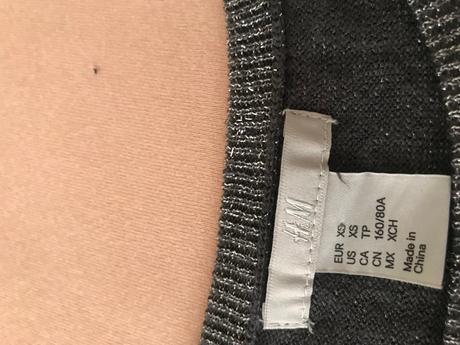 H&M
EUR XS
US XS
CA TP
CN 160/80A
MX XCH
Made in
China